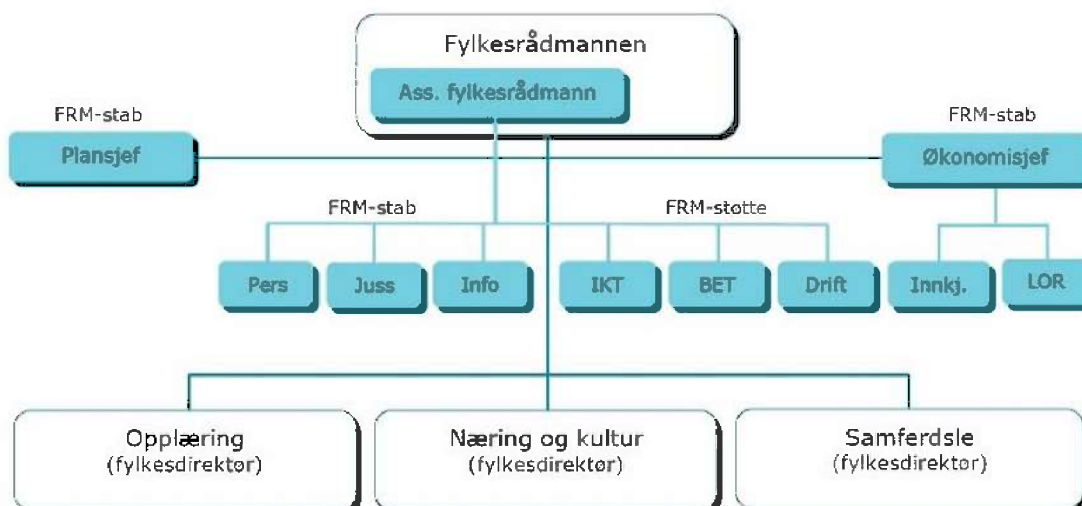 Fylkesrådmannen
Ass. fylkesrådmann
FRM-stab
Plansjef
FRM-stab
Økonomisjef
FRM-stab
FRM-støtte
Pers
Juss
Info
IKT
BET
Drift
Innkj.
LOR
Opplæring
(fylkesdirektør)
Næring og kultur
(fylkesdirektør)
Samferdsle
(fylkesdirektør)